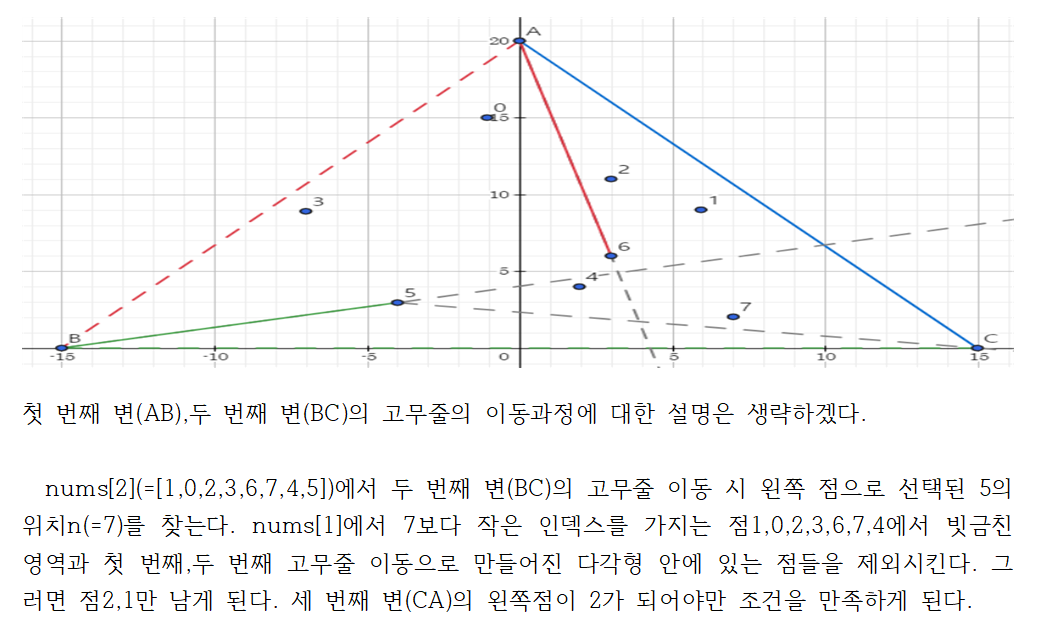 A
20
0
15
2
10
3
1
6
5
4
5
7
B
C
-15 -10 -5 0 5 10 15
첫 번째 변(AB),두 번째 변(BC)의 고무줄의 이동과정에 대한 설명은 생략하겠다.
nums[2](=[1,0,2,3,6,7,4,5])에서 두 번째 변(BC)의 고무줄 이동 시 왼쪽 점으로 선택된 5의
위치n(=7)를 찾는다. nums[1]에서 7보다 작은 인덱스를 가지는 점1,0,2,3,6,7,4에서 빗금친
영역과 첫 번째,두 번째 고무줄 이동으로 만들어진 다각형 안에 있는 점들을 제외시킨다. 그
러면 점2,1만 남게 된다. 세 번째 변(CA)의 왼쪽점이 2가 되어야만 조건을 만족하게 된다.